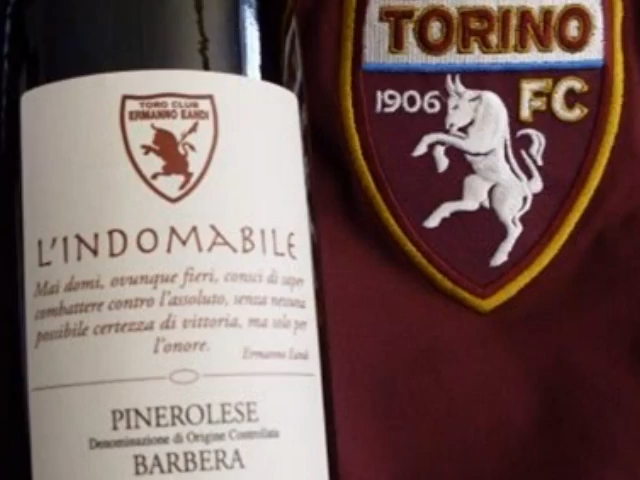 TORO CLUB
ERMANNO EANDI
L'INDOMABILE
Mai domi, ovunque fieri, consci di saper
combattere contro l'assoluto, senza nessuna
possibile certezza di vittoria, ma solo per
l'onore.
Ermanno Eandi
PINEROLESE
Denominazione di Origine Controllata
BARBERA
TORINO
1906 FC